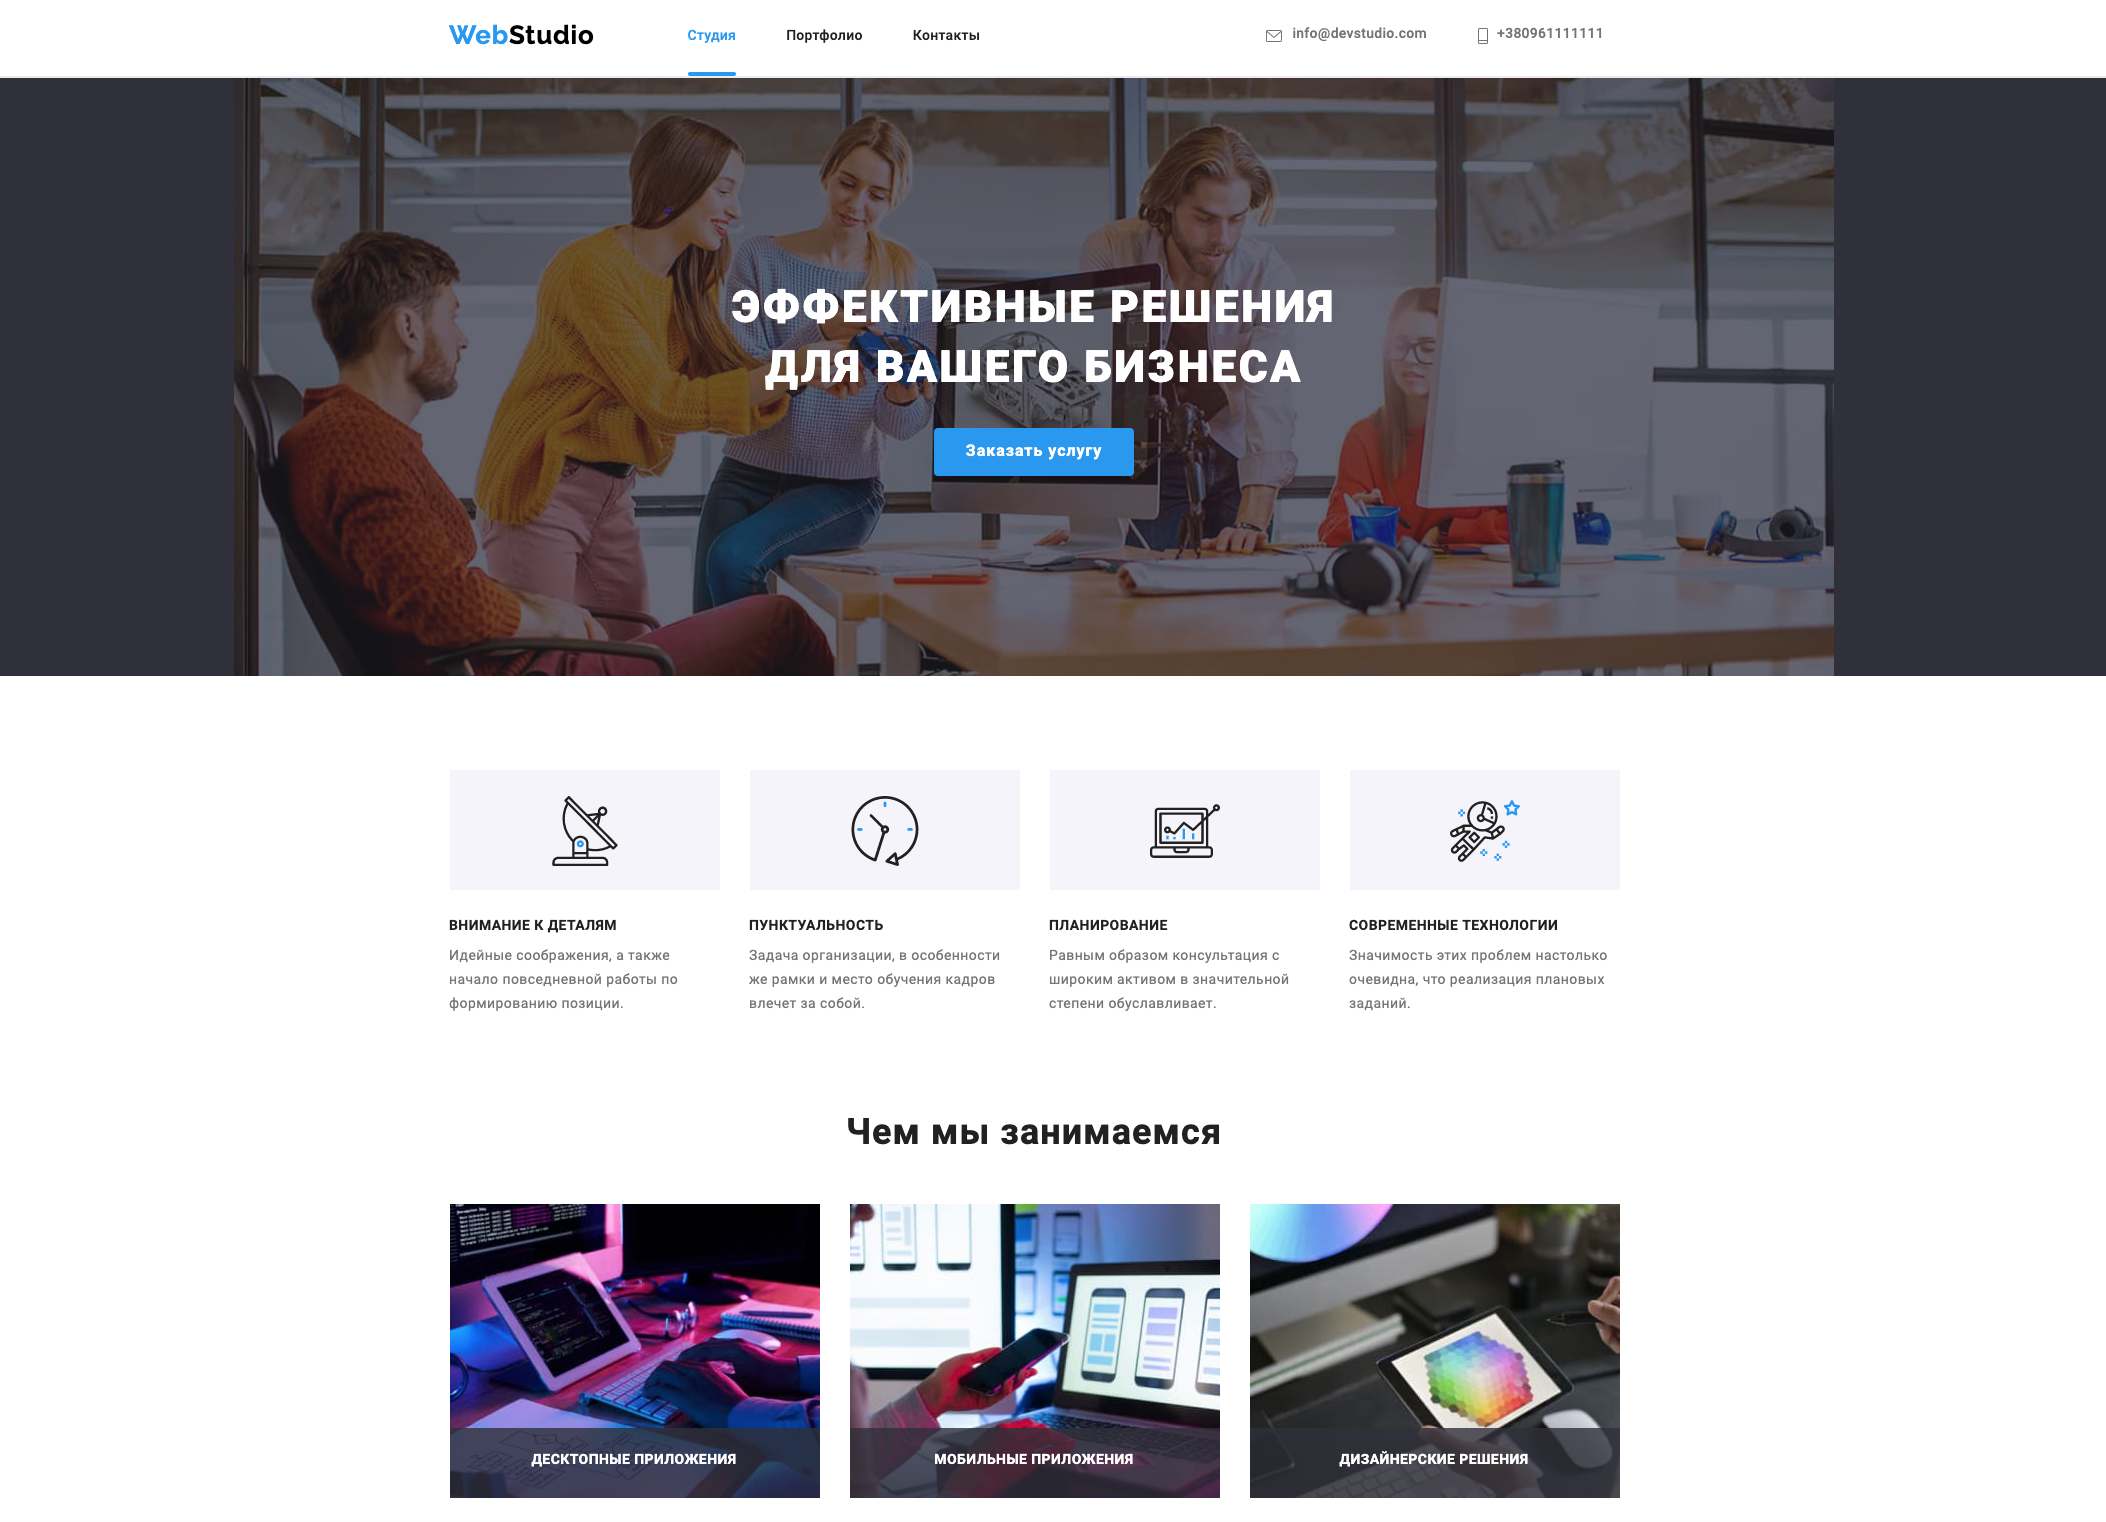 WebStudio
Студия
Портфолио
Контакты
info@devstudio.com
+380961111111
ЭФФЕКТИВНЫЕ РЕШЕНИЯ
ДЛЯ ВАШЕГО БИЗНЕСА
Заказать услугу
ВНИМАНИЕ К ДЕТАЛЯМ
Идейные соображения, а также
начало повседневной работы по
формированию позиции.
ПУНКТУАЛЬНОСТЬ
Задача организации, в особенности
же рамки и место обучения кадров
влечет за собой.
ПЛАНИРОВАНИЕ
Равным образом консультация с
широким активом в значительной
степени обуславливает.
СОВРЕМЕННЫЕ ТЕХНОЛОГИИ
Значимость этих проблем настолько
очевидна, что реализация плановых
заданий.
Чем мы занимаемся
ДЕСКТОПНЫЕ ПРИЛОЖЕНИЯ
МОБИЛЬНЫЕ ПРИЛОЖЕНИЯ
ДИЗАЙНЕРСКИЕ РЕШЕНИЯ